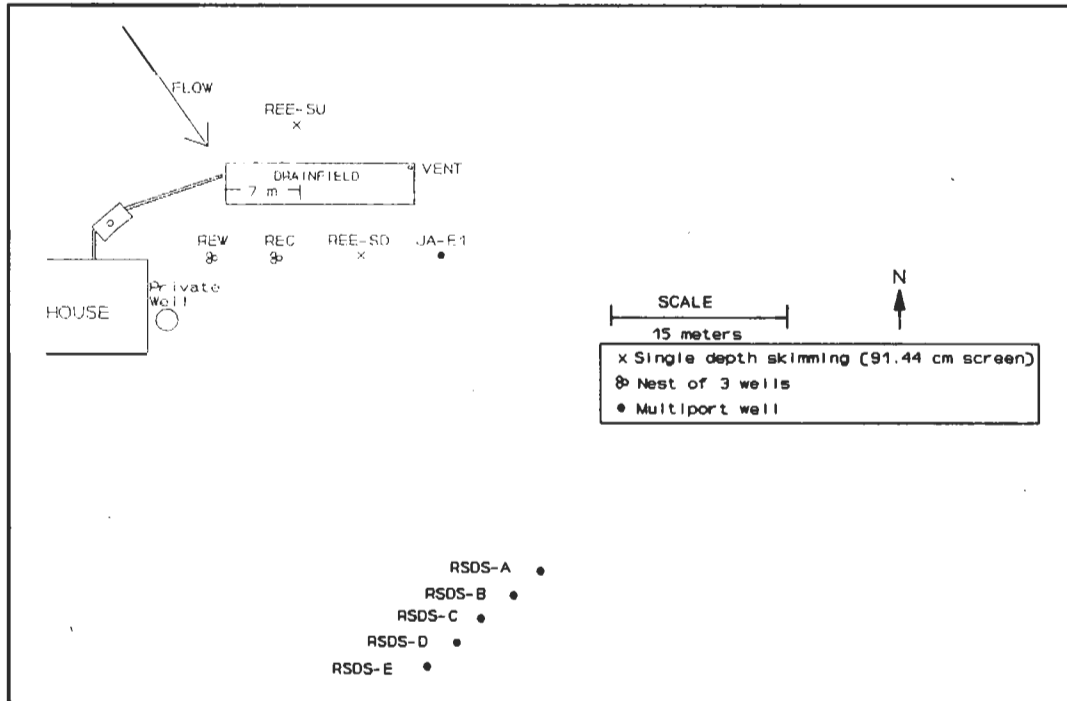 FLOW
REE-SU
DRAINFIELD
VENT
7 m
REW
REC
REE-SD
JA-E1
Private
Well
HOUSE
N
SCALE
15 meters
x Single depth skimming (91.44 cm screen)
Nest of 3 wells
• Multiport well
RSDS-A
RSDS-B
RSDS-C
RSDS-D
RSDS-E